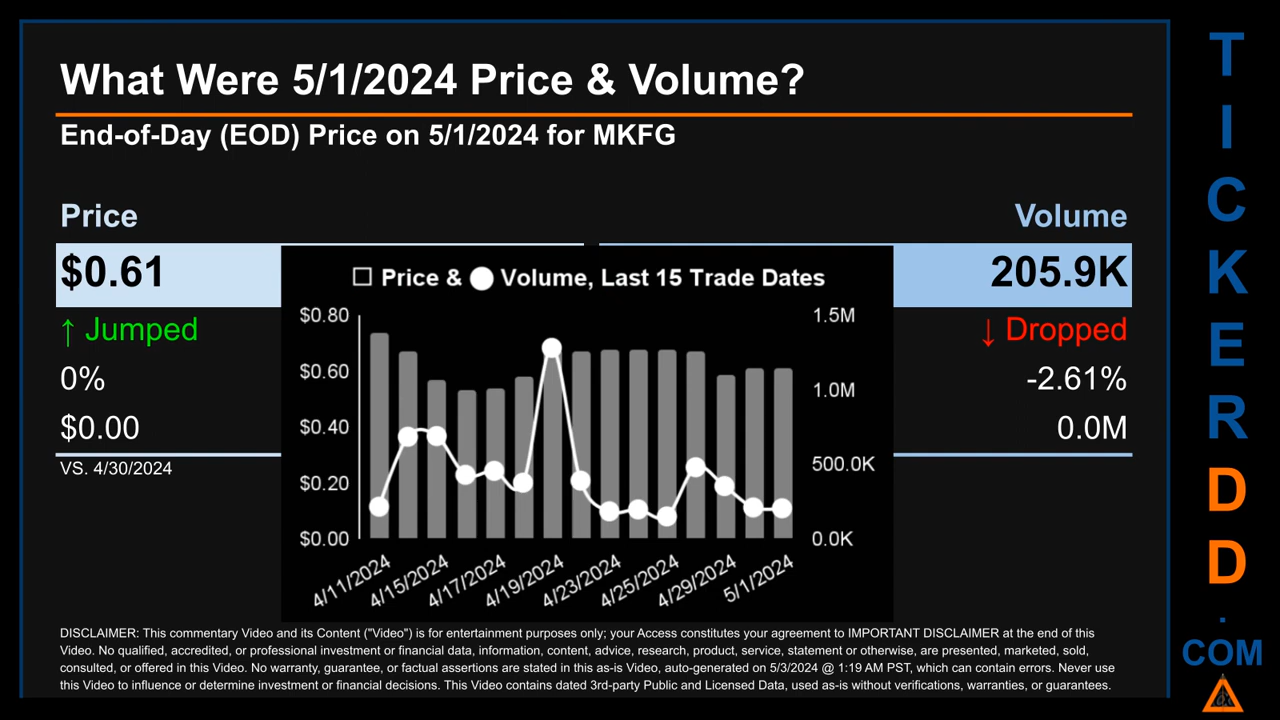 What Were 5/1/2024 Price & Volume?
End-of-Day (EOD) Price on 5/1/2024 for MKFG
Price
Volume
$0.61
205.9K
↑ Jumped
↓ Dropped
0%
-2.61%
$0.00
0.0M
VS. 4/30/2024
Price & Volume, Last 15 Trade Dates
$0.80
$0.60
$0.40
$0.20
$0.00
1.5M
1.0M
500.0K
0.0K
4/11/2024
4/15/2024
4/17/2024
4/19/2024
4/23/2024
4/25/2024
4/29/2024
5/1/2024
DISCLAIMER: This commentary Video and its Content ("Video") is for entertainment purposes only; your Access constitutes your agreement to IMPORTANT DISCLAIMER at the end of this
Video. No qualified, accredited, or professional investment or financial data, information, content, advice, research, product, service, statement or otherwise, are presented, marketed, sold,
consulted, or offered in this Video. No warranty, guarantee, or factual assertions are stated in this as-is Video, auto-generated on 5/3/2024 @ 1:19 AM PST, which can contain errors. Never use
this Video to influence or determine investment or financial decisions. This Video contains dated 3rd-party Public and Licensed Data, used as-is without verifications, warranties, or guarantees.
T
I
C
K
E
R
D
D
.
COM